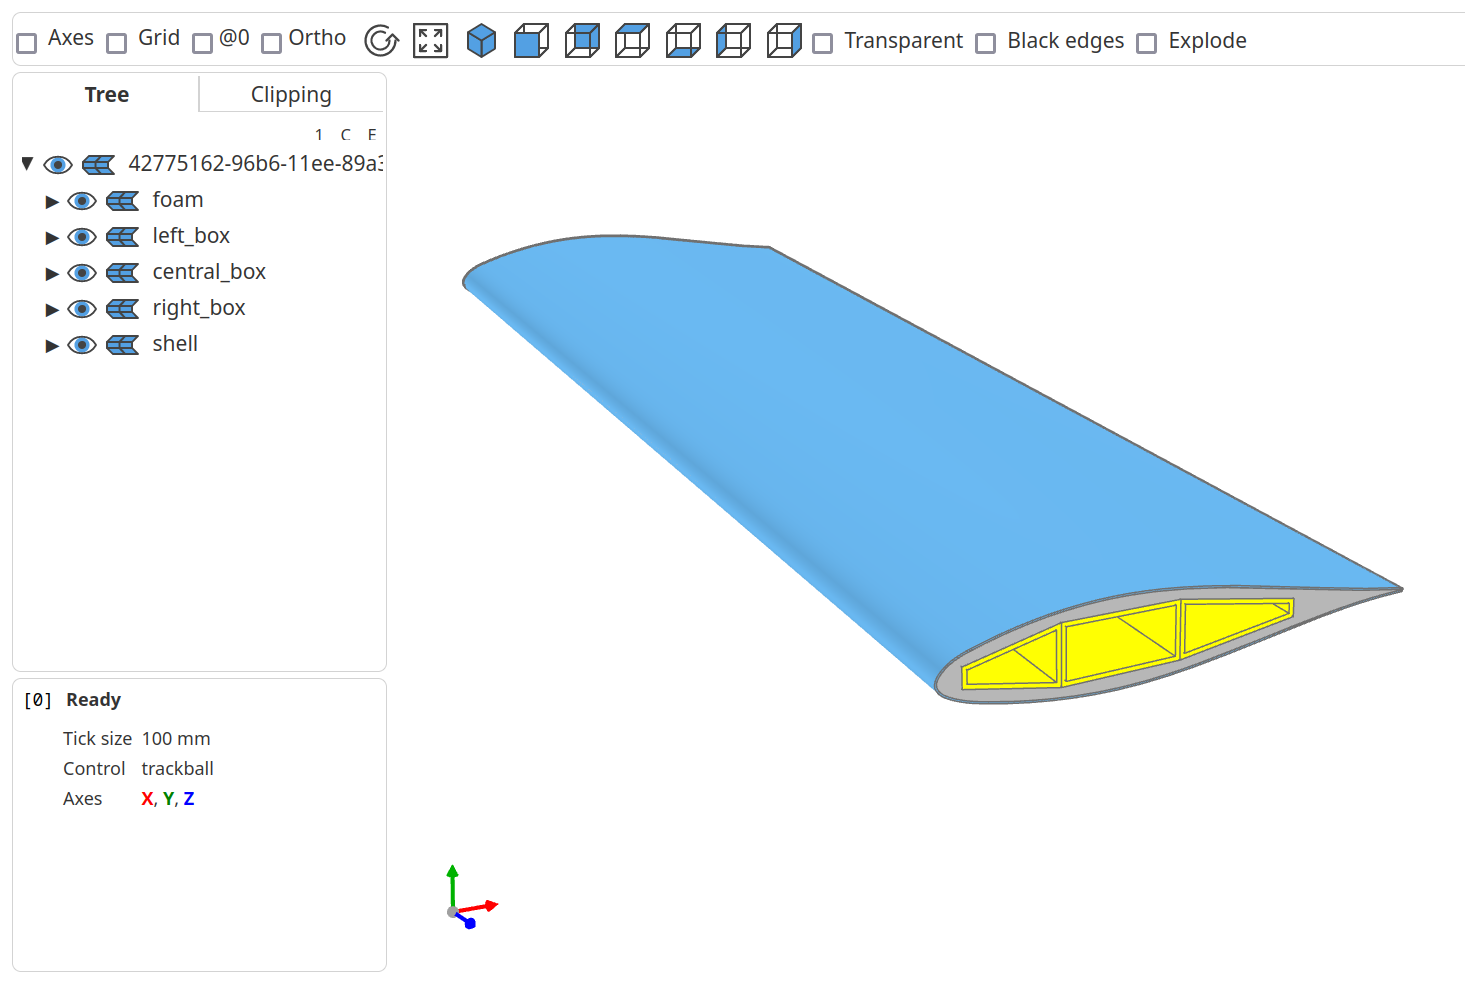 Axes Grid @0 Ortho Transparent Black edges Explode
Tree Clipping
1 C E
42775162-96b6-11ee-89a
foam
left_box
central_box
right_box
shell
[0] Ready
Tick size 100 mm
Control trackball
Axes X, Y, Z